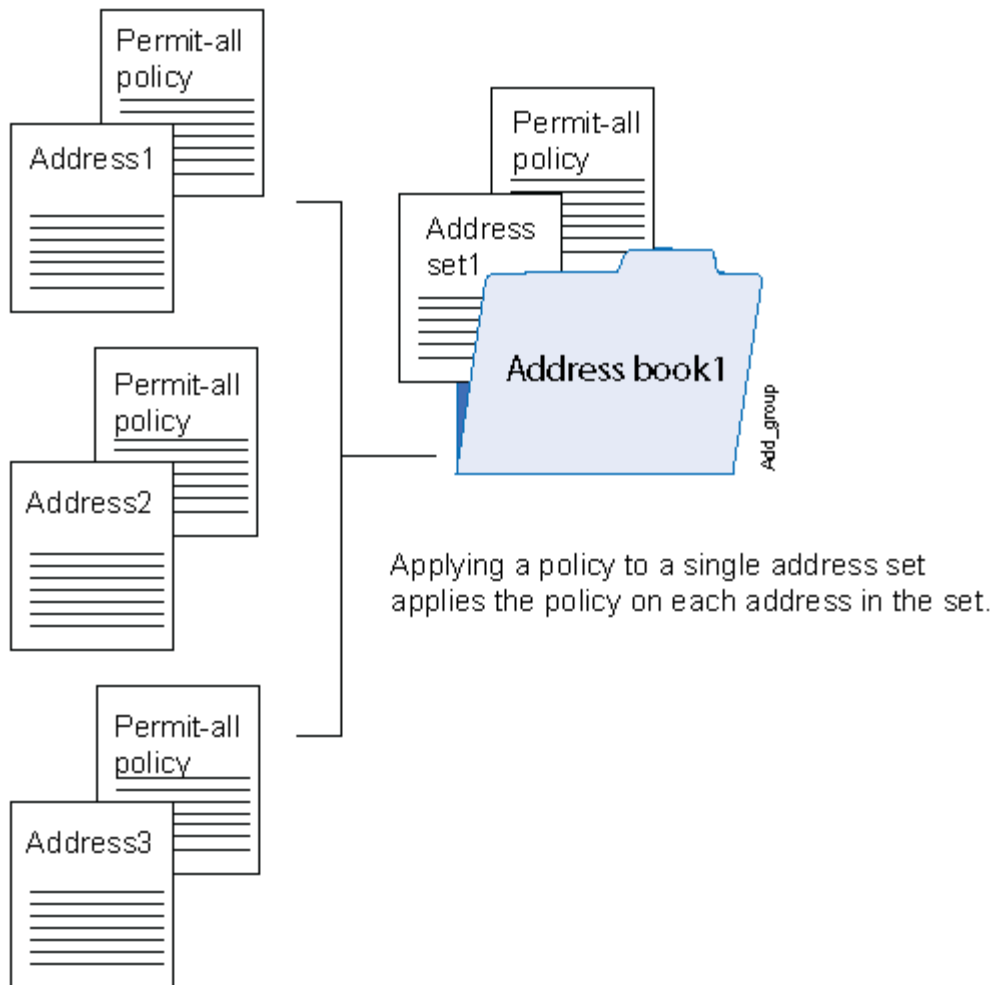 Permit-all
policy
Address1
Permit-all
policy
Address
set1
Address book1
Add_group
Permit-all
policy
Address2
Applying a policy to a single address set
applies the policy on each address in the set.
Permit-all
policy
Address3